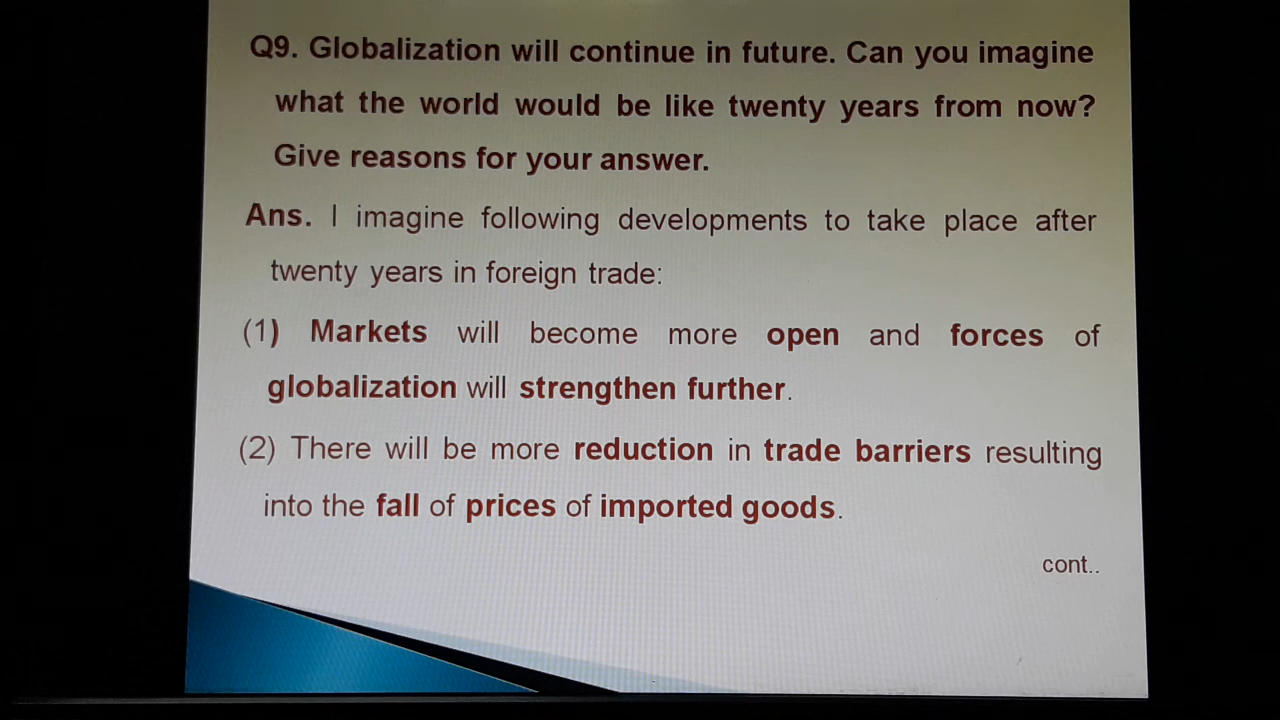 Q9. Globalization will continue in future. Can you imagine
what the world would be like twenty years from now?
Give reasons for your answer.
Ans. I imagine following developments to take place after
twenty years in foreign trade:
(1) Markets will become more open and forces of
globalization will strengthen further.
(2) There will be more reduction in trade barriers resulting
into the fall of prices of imported goods.
cont..